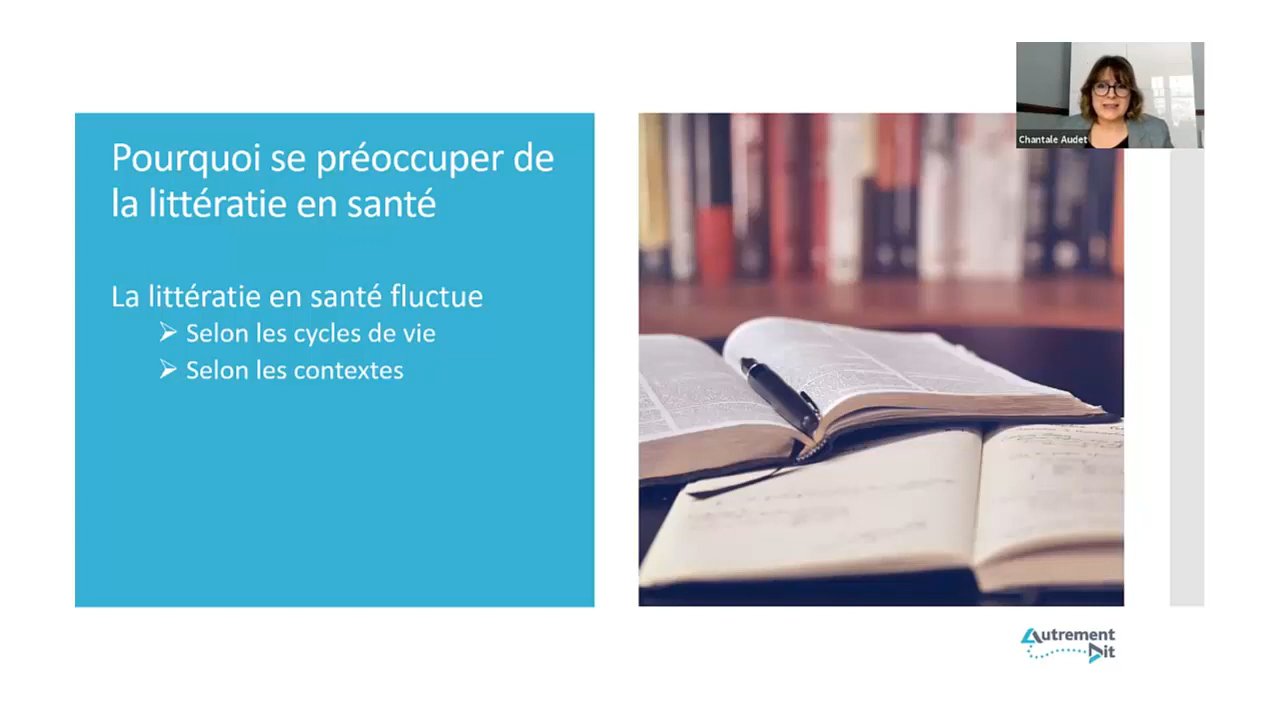 Chantale Audet
Pourquoi se préoccuper de
la littératie en santé
La littératie en santé fluctue
Selon les cycles de vie
Selon les contextes
Autrement
Dit